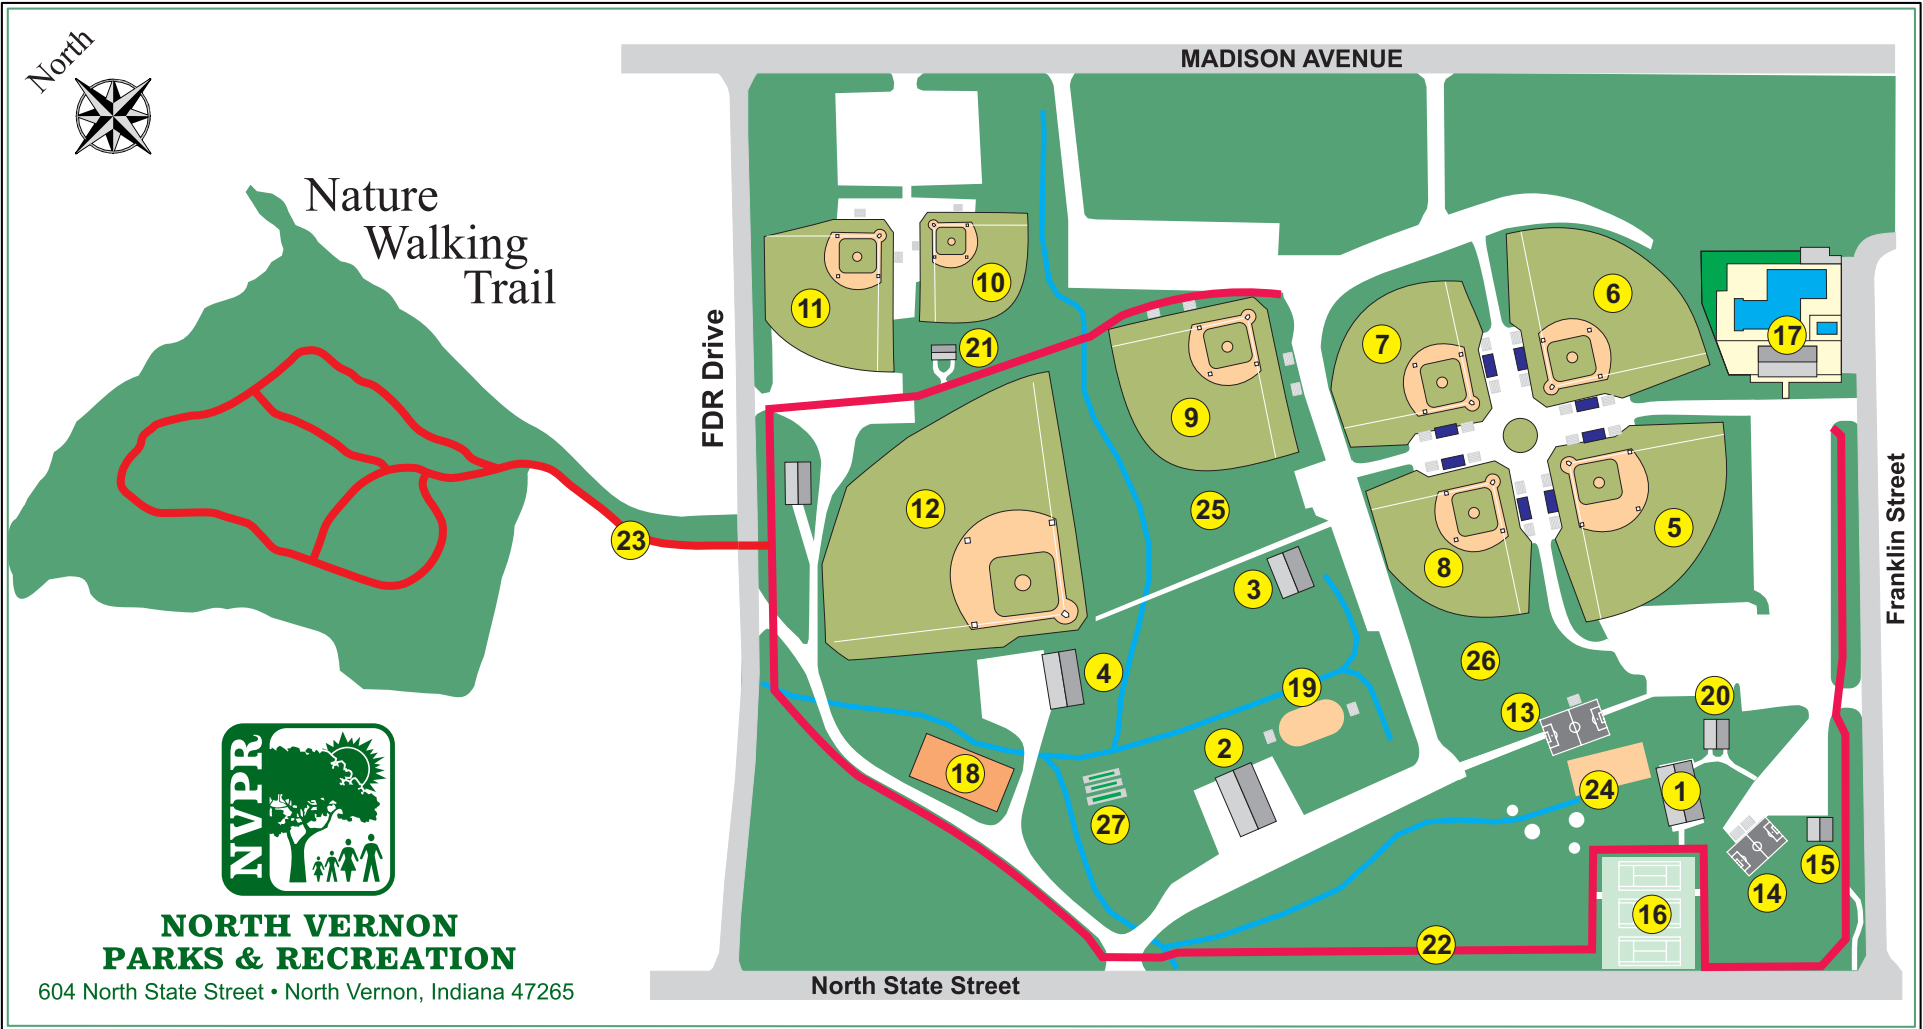 North
MADISON AVENUE
Nature
Walking
Trail
FDR Drive
Franklin Street
North State Street
6
10
11
7
17
21
9
12
25
5
23
8
3
26
4
19
20
13
2
18
24
1
27
15
14
16
22
NVPR
NORTH VERNON
PARKS & RECREATION
604 North State Street • North Vernon, Indiana 47265